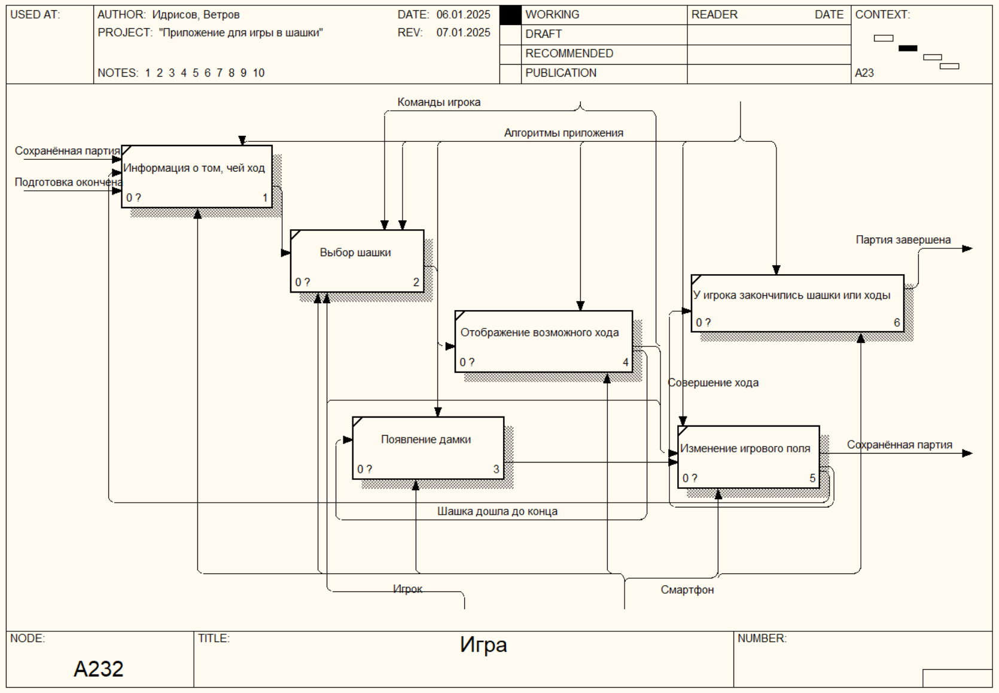 USED AT:
AUTHOR: Идрисов, Ветров
DATE: 06.01.2025
PROJECT: "Приложение для игры в шашки"
REV: 07.01.2025
NOTES: 1 2 3 4 5 6 7 8 9 10
WORKING
DRAFT
RECOMMENDED
PUBLICATION
READER DATE
CONTEXT:
A23
Команды игрока
Алгоритмы приложения
Сохранённая партия
Подготовка окончена
Информация о том, чей ход
0 ? 1
Выбор шашки
0 ? 2
Партия завершена
У игрока закончились шашки или ходы
0 ? 6
Отображение возможного хода
0 ? 4
Совершение хода
Появление дамки
0 ? 3
Изменение игрового поля
0 ? 5
Сохранённая партия
Шашка дошла до конца
Игрок
Смартфон
NODE:
A232
TITLE:
Игра
NUMBER: